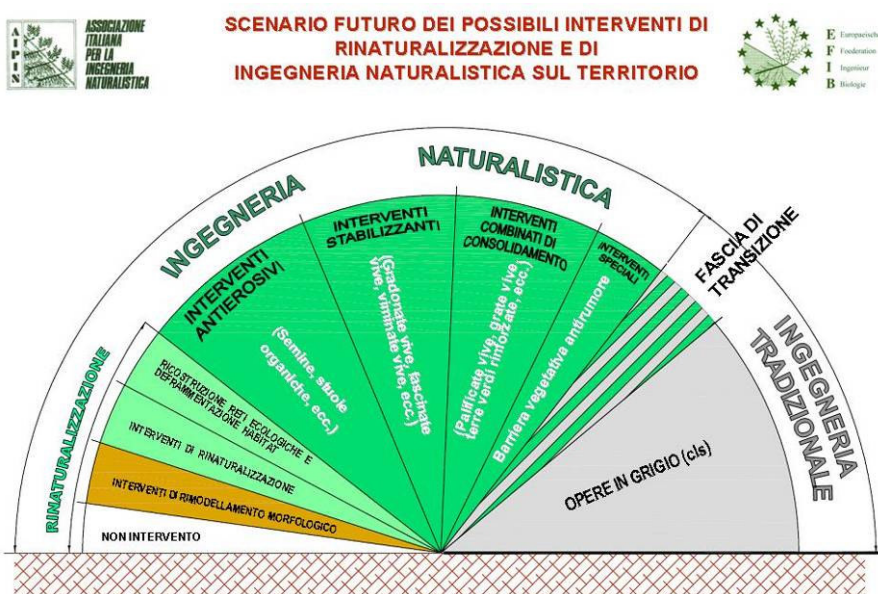 AIPIN
ASSOCIAZIONE
ITALIANA
PER LA
INGEGNERIA
NATURALISTICA
SCENARIO FUTURO DEI POSSIBILI INTERVENTI DI
RINATURALIZZAZIONE E DI
INGEGNERIA NATURALISTICA SUL TERRITORIO
E Europaeische
F Foederation
I Ingenieur
B Biologie
INGEGNERIA NATURALISTICA
FASCIA DI
TRANSIZIONE
INGEGNERIA
TRADIZIONALE
RINATURALIZZAZIONE
INTERVENTI
ANTIEROSIVI
(Semine, stuoie
organiche, ecc.)
INTERVENTI
STABILIZZANTI
(Gradonate vive, fascinate
vive, viminate vive, ecc.)
INTERVENTI
COMBINATI DI
CONSOLIDAMENTO
(Palificate vive, grate vive,
terre verdi rinforzate, ecc.)
INTERVENTI
SPECIALI
Barriera vegetativa antirumore
OPERE IN GRIGIO (cls)
RICOSTRUZIONE RETI ECOLOGICHE E
DEFRAMMENTAZIONE HABITAT
INTERVENTI DI RINATURALIZZAZIONE
INTERVENTI DI RIMODELLAMENTO MORFOLOGICO
NON INTERVENTO